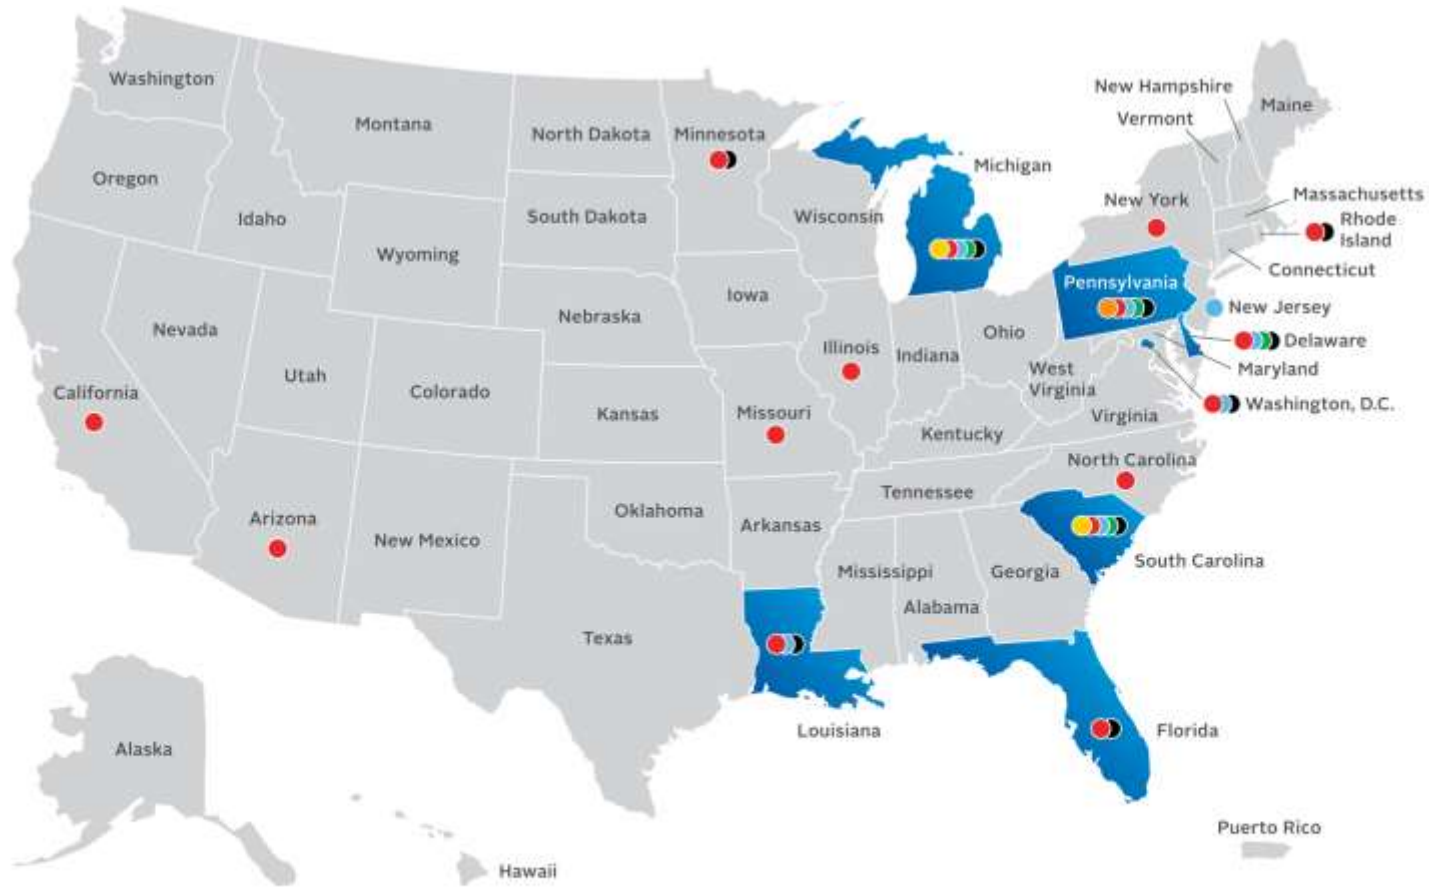 Washington
Montana
North Dakota
Minnesota
New Hampshire
Maine
Vermont
Oregon
Idaho
South Dakota
Wisconsin
Michigan
New York
Massachusetts
Rhode
Island
Wyoming
Connecticut
Nevada
Nebraska
Iowa
Pennsylvania
New Jersey
Utah
Colorado
Illinois
Indiana
Ohio
Delaware
West
Virginia
Maryland
California
Kansas
Missouri
Kentucky
Virginia
Washington, D.C.
North Carolina
Arizona
New Mexico
Oklahoma
Arkansas
Tennessee
South Carolina
Mississippi
Alabama
Georgia
Texas
Louisiana
Florida
Alaska
Hawaii
Puerto Rico